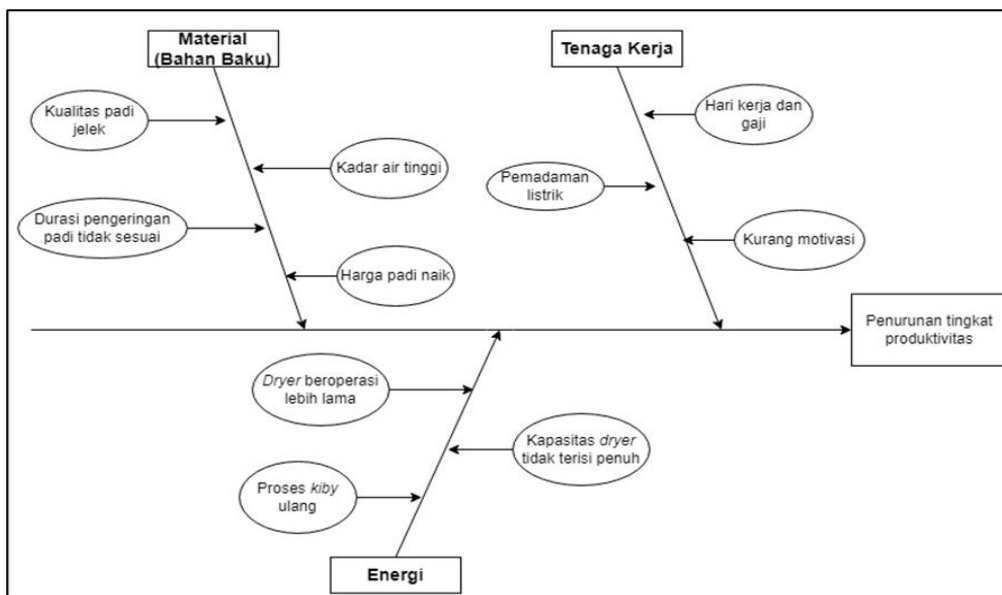 Material
(Bahan Baku)
Tenaga Kerja
Kualitas padi
jelek
Hari kerja dan
gaji
Kadar air tinggi
Pemadaman
listrik
Durasi pengeringan
padi tidak sesuai
Kurang motivasi
Harga padi naik
Penurunan tingkat
produktivitas
Dryer beroperasi
lebih lama
Kapasitas dryer
tidak terisi penuh
Proses kiby
ulang
Energi